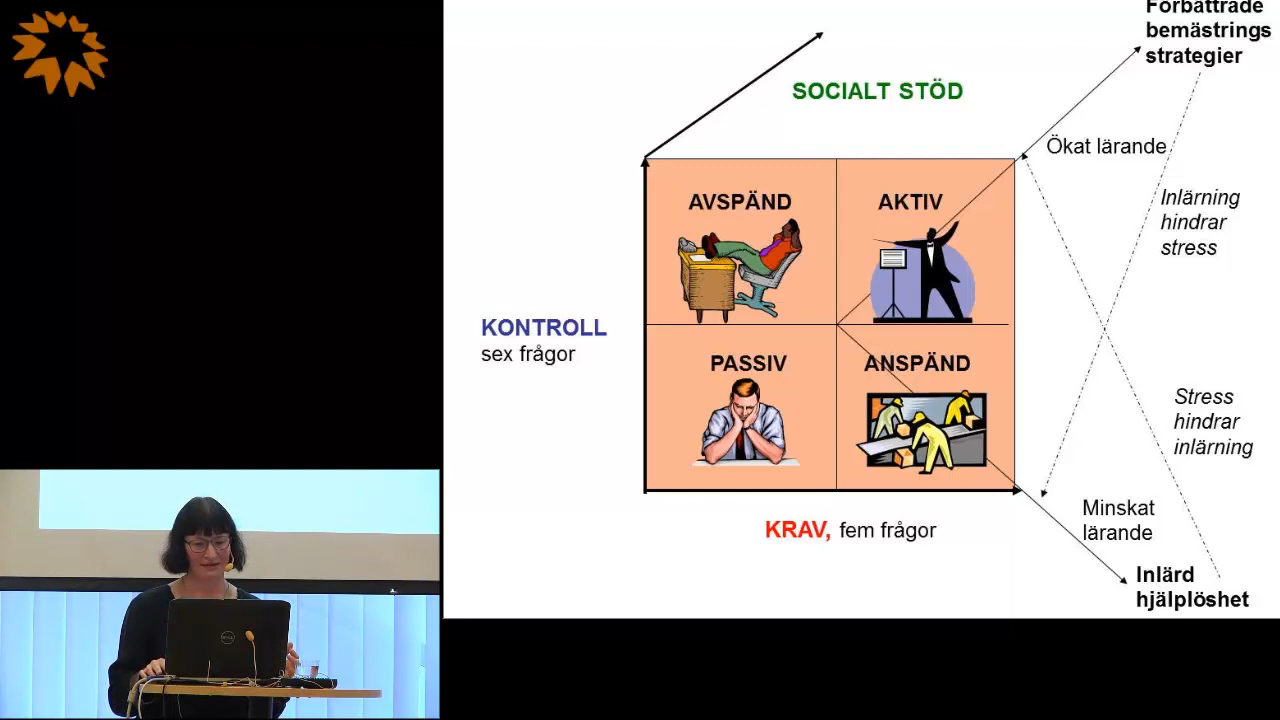 Förbättrade
bemästrings
strategier
SOCIALT STÖD
Ökat lärande
AVSPÄND
AKTIV
Inlärning
hindrar
stress
KONTROLL
sex frågor
PASSIV
ANSPÄND
Stress
hindrar
inlärning
KRAV, fem frågor
Minskat
lärande
Inlärd
hjälplöshet
DELL